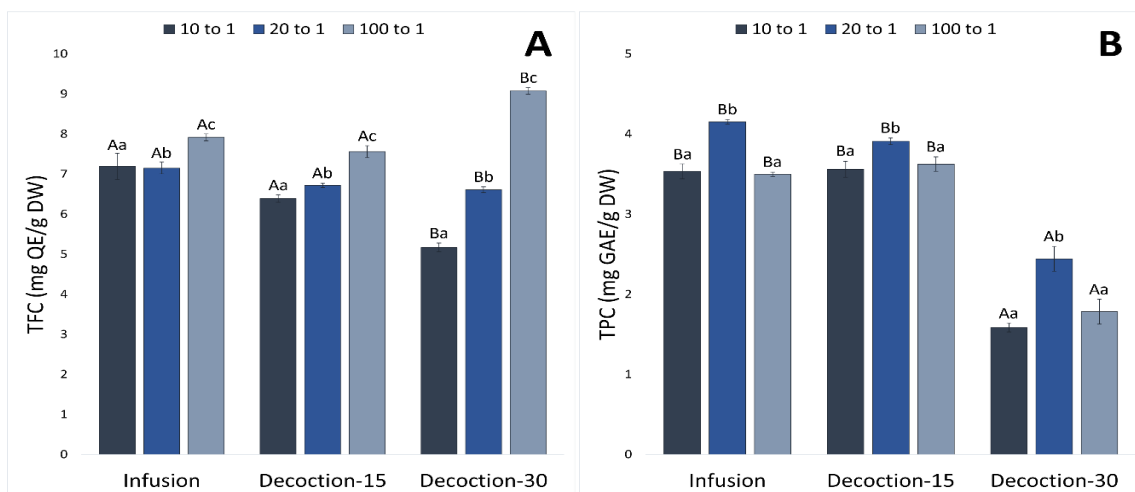 10 to 1 20 to 1 100 to 1
A
10
9
8
7
6
5
4
3
2
1
0
TFC (mg QE/g DW)
Aa Ab Ac
Aa Ab Ac
Ba Bb Bc
Infusion Decoction-15 Decoction-30
10 to 1 20 to 1 100 to 1
B
5
4
3
2
1
0
TPC (mg GAE/g DW)
Ba Bb Ba
Ba Bb Ba
Aa Ab Aa
Infusion Decoction-15 Decoction-30